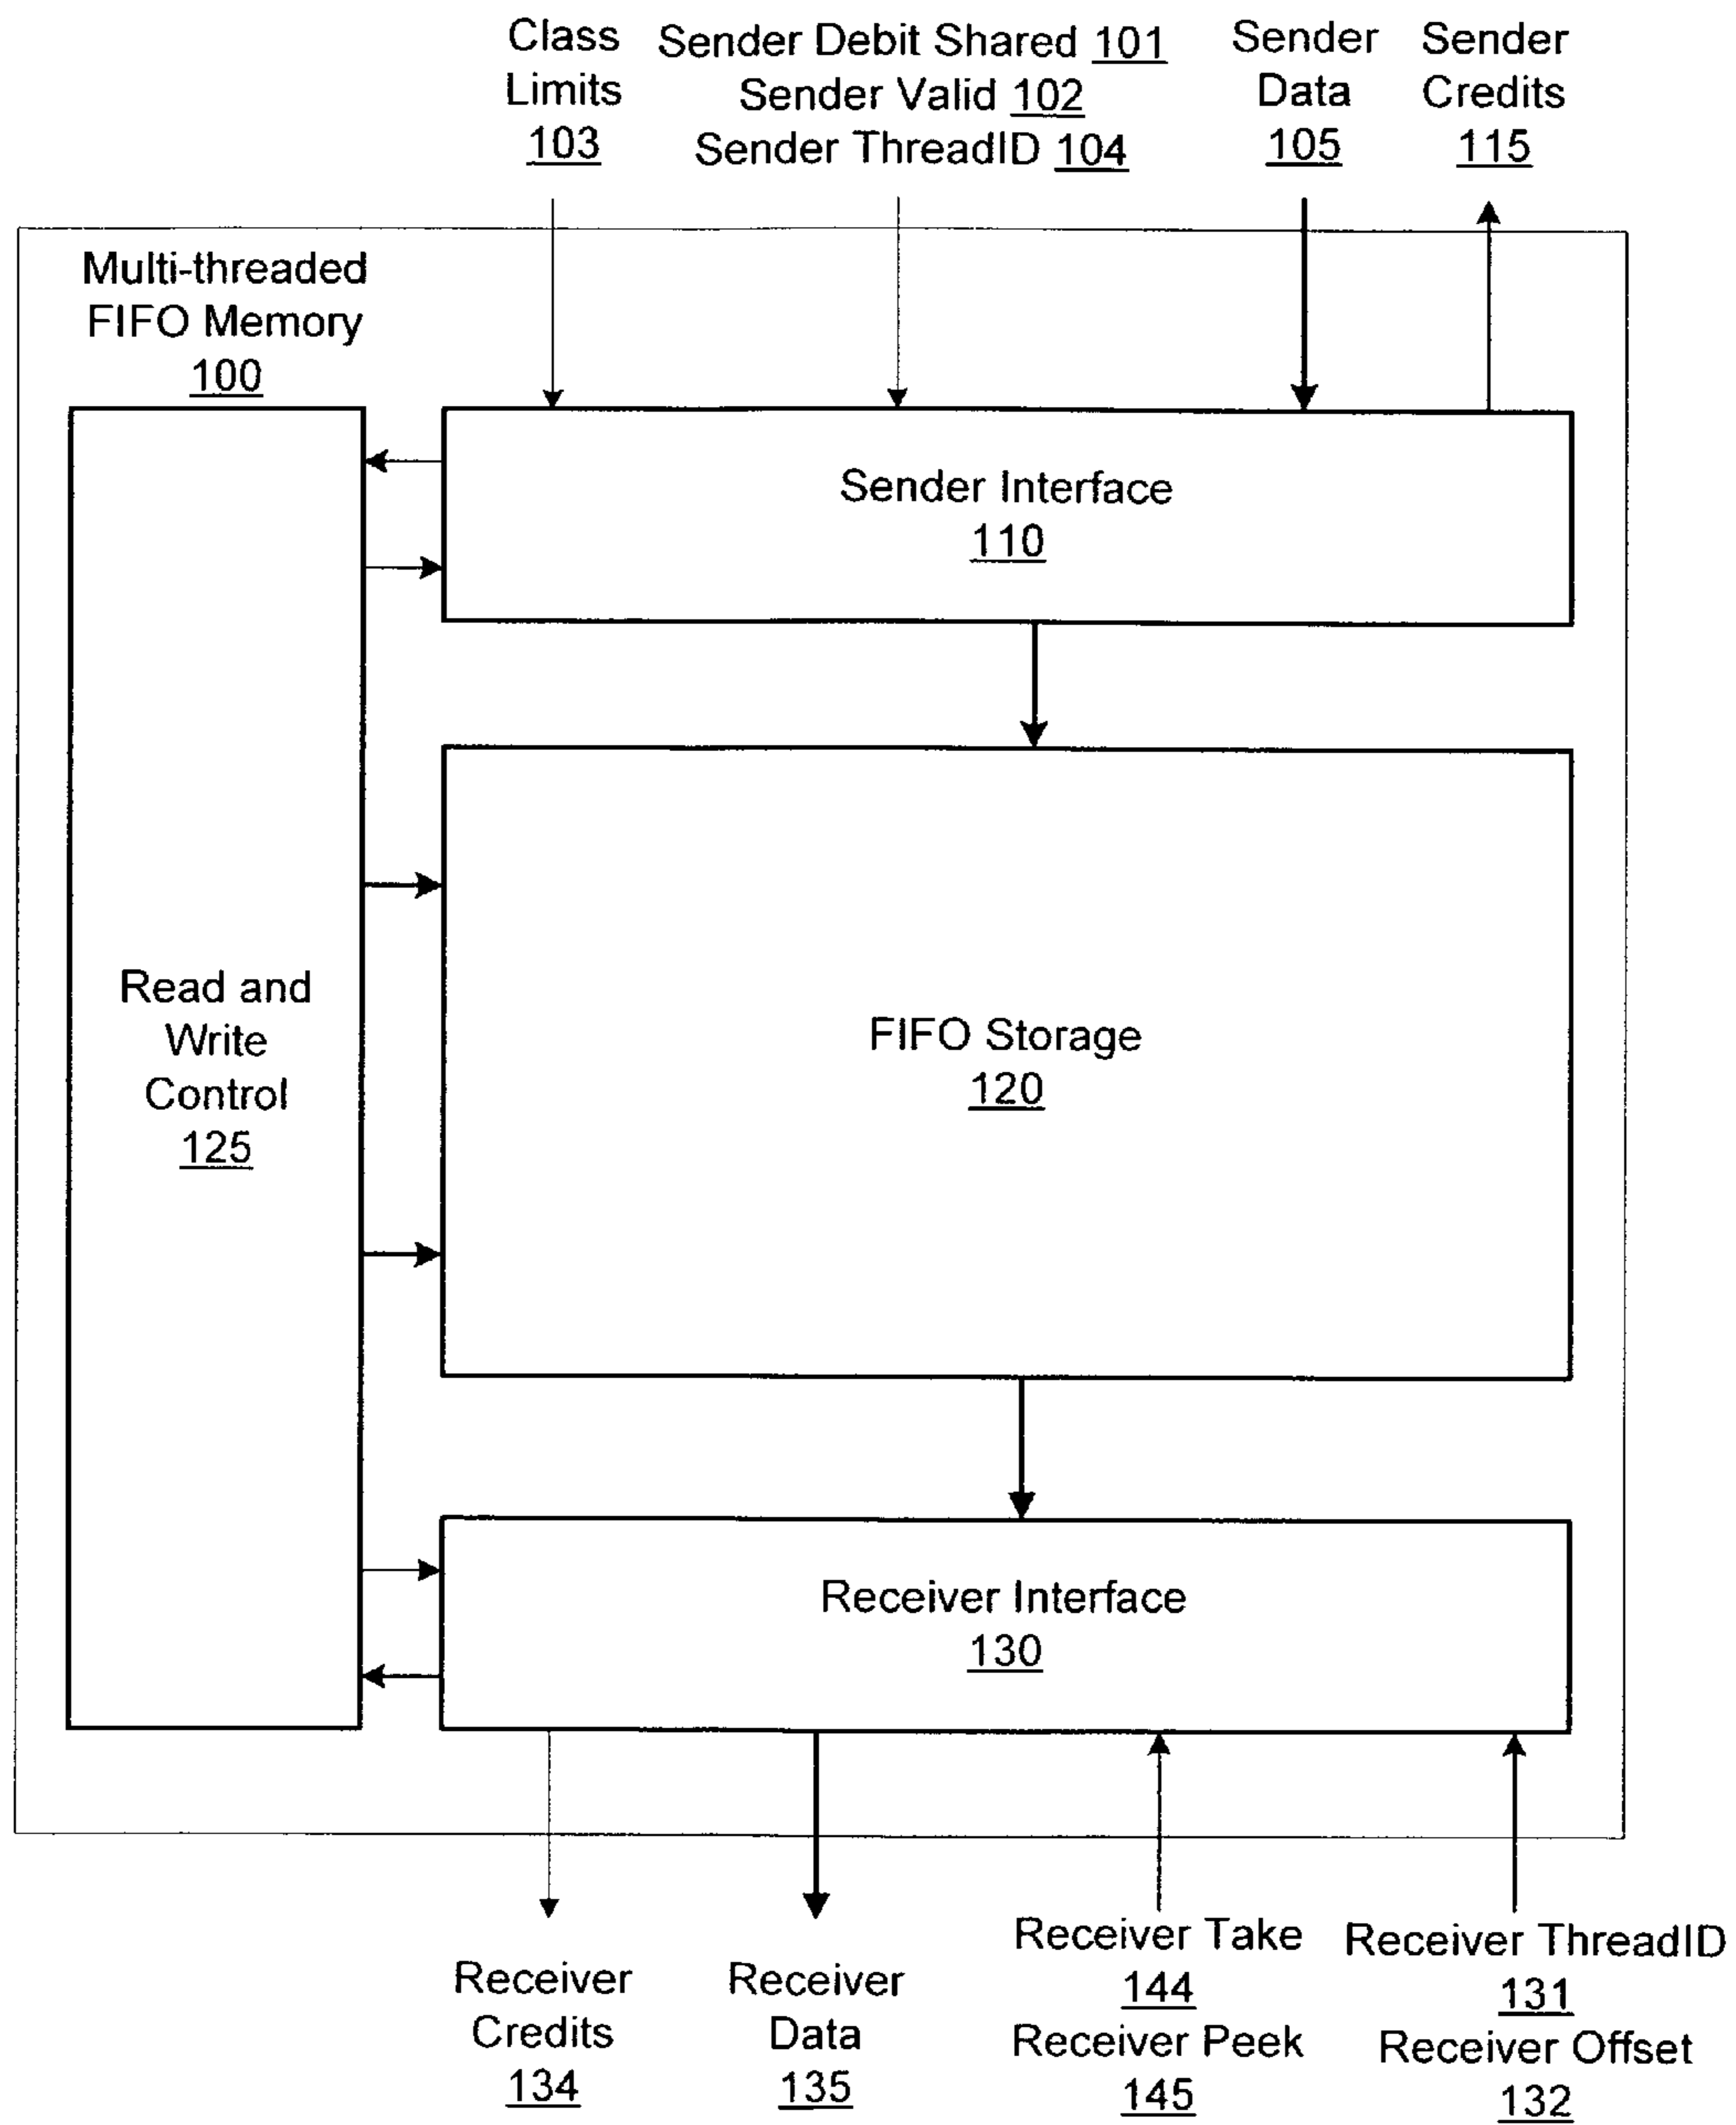 Class
Limits
103
Sender Debit Shared 101
Sender Valid 102
Sender ThreadID 104
Sender
Data
105
Sender
Credits
115
Multi-threaded
FIFO Memory
100
Sender Interface
110
Read and
Write
Control
125
FIFO Storage
120
Receiver Interface
130
Receiver
Credits
134
Receiver
Data
135
Receiver Take
144
Receiver Peek
145
Receiver ThreadID
131
Receiver Offset
132